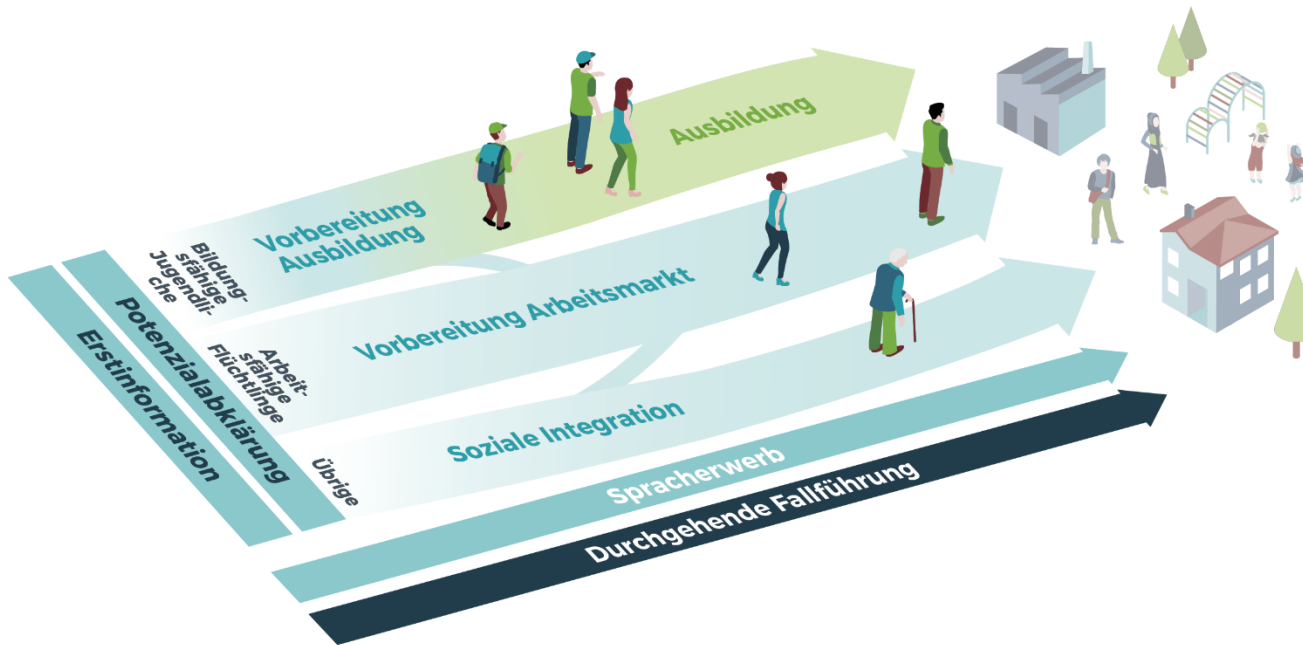 Erstinformation
Potenzialabklärung
Bildung-
sfähige
Jugendli-
che
Vorbereitung
Ausbildung
Ausbildung
Arbeit-
sfähige
Flüchtlinge
Vorbereitung Arbeitsmarkt
Übrige
Soziale Integration
Spracherwerb
Durchgehende Fallführung